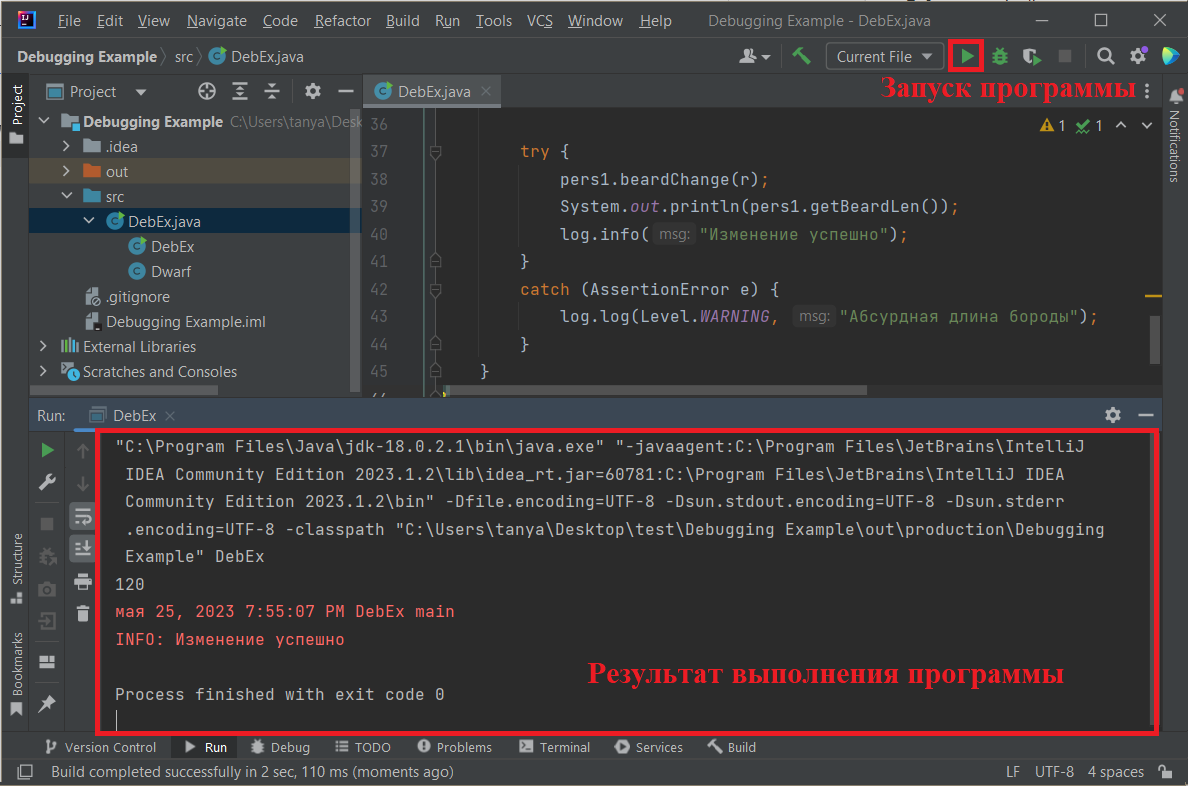 File Edit View Navigate Code Refactor Build Run Tools VCS Window Help Debugging Example - DebEx.java
Debugging Example src DebEx.java Current File
Запуск программы
Project
Project
DebEx.java
Notifications
Debugging Example C:\Users\tanya\Desk
.idea
out
src
DebEx.java
DebEx
Dwarf
.gitignore
Debugging Example.iml
External Libraries
Scratches and Consoles
1 1
36
37 try {
38 pers1.beardChange(r);
39 System.out.println(pers1.getBeardLen());
40 log.info( msg: "Изменение успешно");
41 }
42 catch (AssertionError e) {
43 log.log(Level.WARNING, msg: "Абсурдная длина бороды");
44 }
45 }
Run: DebEx
"C:\Program Files\Java\jdk-18.0.2.1\bin\java.exe" "-javaagent:C:\Program Files\JetBrains\IntelliJ
IDEA Community Edition 2023.1.2\lib\idea_rt.jar=60781:C:\Program Files\JetBrains\IntelliJ IDEA
Community Edition 2023.1.2\bin" -Dfile.encoding=UTF-8 -Dsun.stdout.encoding=UTF-8 -Dsun.stderr
.encoding=UTF-8 -classpath "C:\Users\tanya\Desktop\test\Debugging Example\out\production\Debugging
Example" DebEx
120
мая 25, 2023 7:55:07 PM DebEx main
INFO: Изменение успешно
Результат выполнения программы
Process finished with exit code 0
Structure
Bookmarks
Version Control Run Debug TODO Problems Terminal Services Build
Build completed successfully in 2 sec, 110 ms (moments ago) LF UTF-8 4 spaces